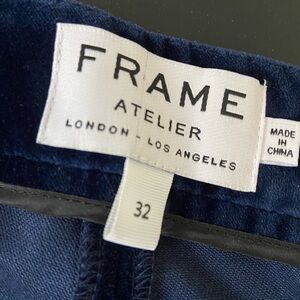 FRAME
ATELIER
LONDON - LOS ANGELES
MADE
IN
CHINA
32